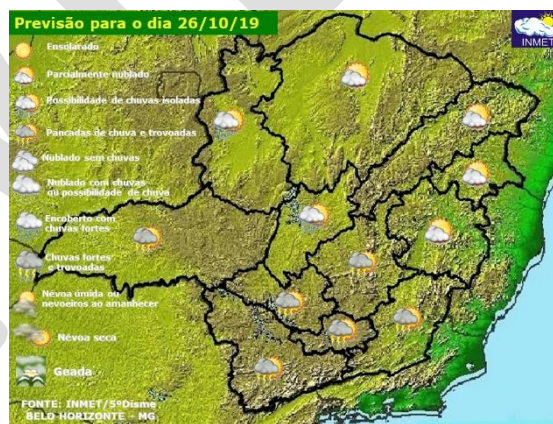 Previsão para o dia 26/10/19
INMET
Ensolarado
Parcialmente nublado
Possibilidade de chuvas isoladas
Pancadas de chuva e trovoadas
Nublado sem chuvas
Nublado com chuvas
ou possibilidade de chuva
Encoberto com
chuvas fortes
Chuvas fortes
e trovoadas
Névoa úmida ou
nevoeiros ao amanhecer
Névoa seca
Geada
FONTE: INMET/5ºDisme
BELO HORIZONTE - MG